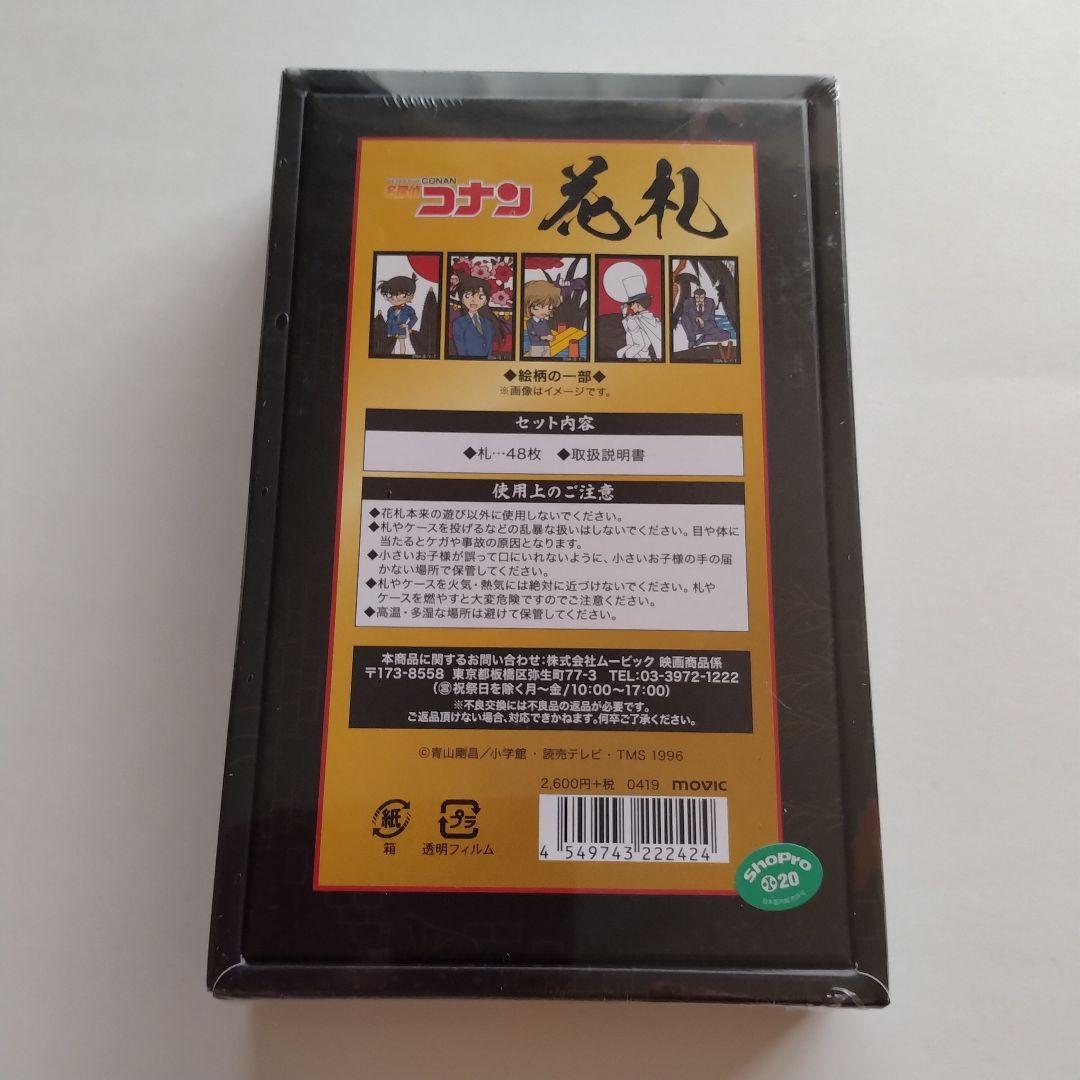 CONAN
名探偵
コナン 花札
◆絵柄の一部◆
※画像はイメージです。
セット内容
◆札…48枚 ◆取扱説明書
使用上のご注意
◆花札本来の遊び以外に使用しないでください。
◆札やケースを投げるなどの乱暴な扱いはしないでください。目や体に
当たるとケガや事故の原因となります。
◆小さいお子様が誤って口にいれないように、小さいお子様の手の届
かない場所で保管してください。
◆札やケースを火気・熱気には絶対に近づけないでください。札や
ケースを燃やすと大変危険ですのでご注意ください。
◆高温・多湿な場所は避けて保管してください。
本商品に関するお問い合わせ:株式会社ムービック 映画商品係
〒173-8558 東京都板橋区弥生町77-3 TEL:03-3972-1222
(㊢祝祭日を除く月〜金/10:00〜17:00)
※不良交換には不良品の返品が必要です。
ご返品頂けない場合、対応できかねます。何卒ご了承ください。
©青山剛昌/小学館・読売テレビ・TMS 1996
2,600円+税 0419 movic
紙
箱
プラ
透明フィルム
4 549743 222424
ShoPro
小20